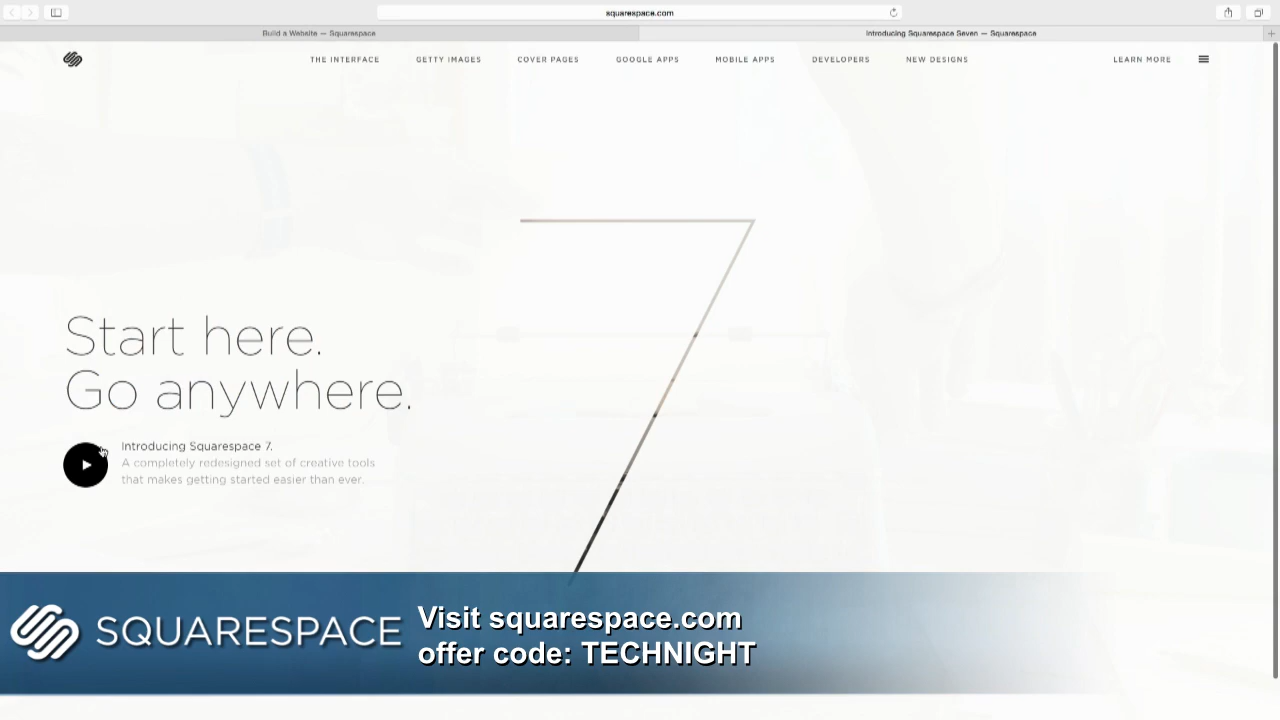 squarespace.com
Build a Website — Squarespace
Introducing Squarespace Seven — Squarespace
THE INTERFACE
GETTY IMAGES
COVER PAGES
GOOGLE APPS
MOBILE APPS
DEVELOPERS
NEW DESIGNS
LEARN MORE
7
Start here.
Go anywhere.
Introducing Squarespace 7.
A completely redesigned set of creative tools
that makes getting started easier than ever.
SQUARESPACE
Visit squarespace.com
offer code: TECHNIGHT